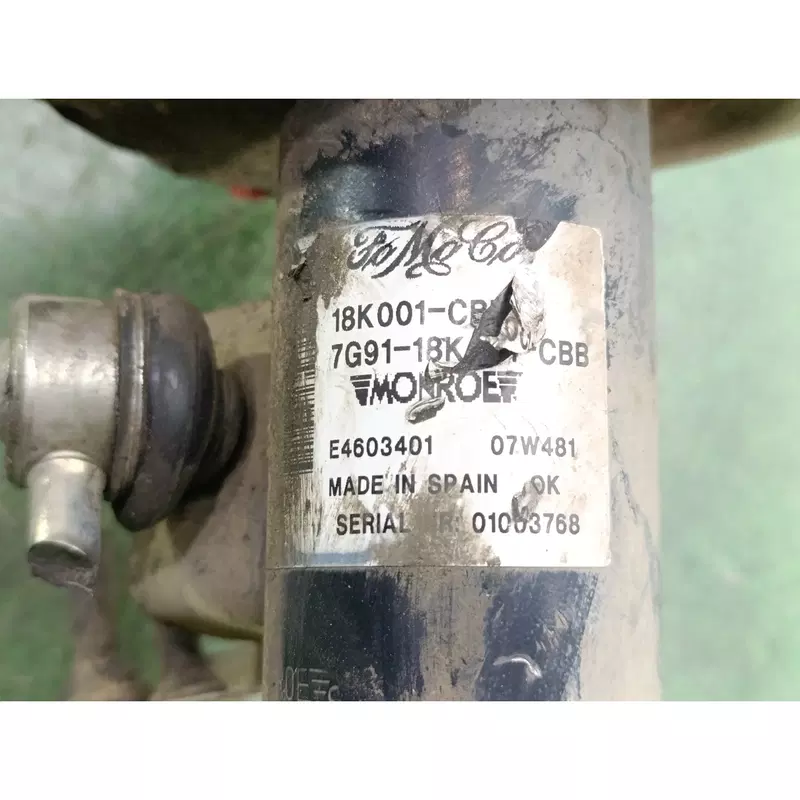 FoMoCo
18K001-CB
7G91-18K -CBB
MONROE
E4603401 07W481
MADE IN SPAIN OK
SERIAL 01003768